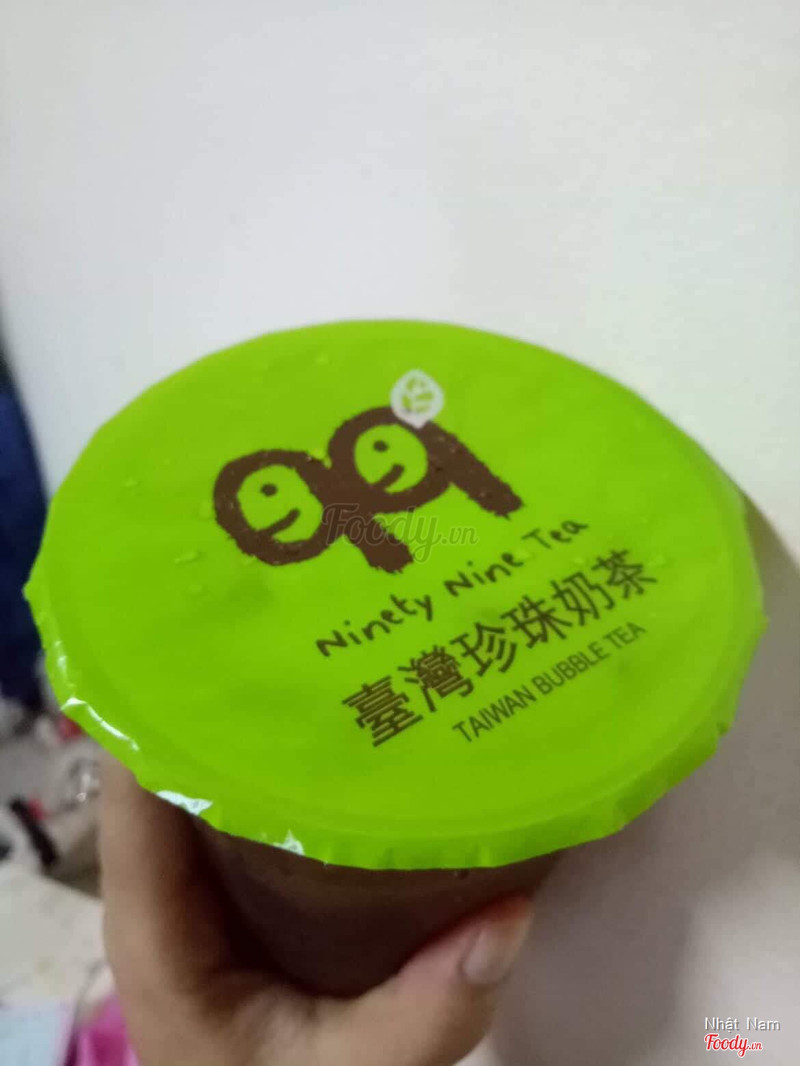 99
Foody.vn
Ninety Nine Tea
臺灣珍珠奶茶
TAIWAN BUBBLE TEA
Nhật Nam
Foody.vn